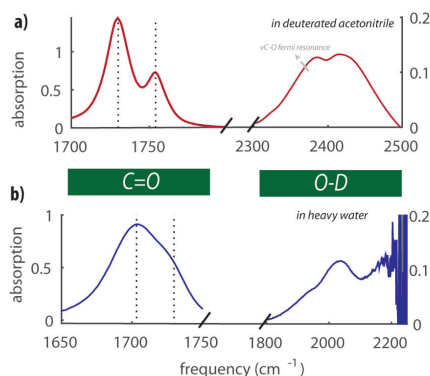 a)
in deuterated acetonitrile
0.2
1
νC-O fermi resonance
0.1
absorption
0.5
0
0
1700 1750 2300 2400 2500
C=O O-D
b)
in heavy water
0.2
1
absorption
0.5
0.1
0
0
1650 1700 1750 1800 2000 2200
frequency (cm⁻¹)